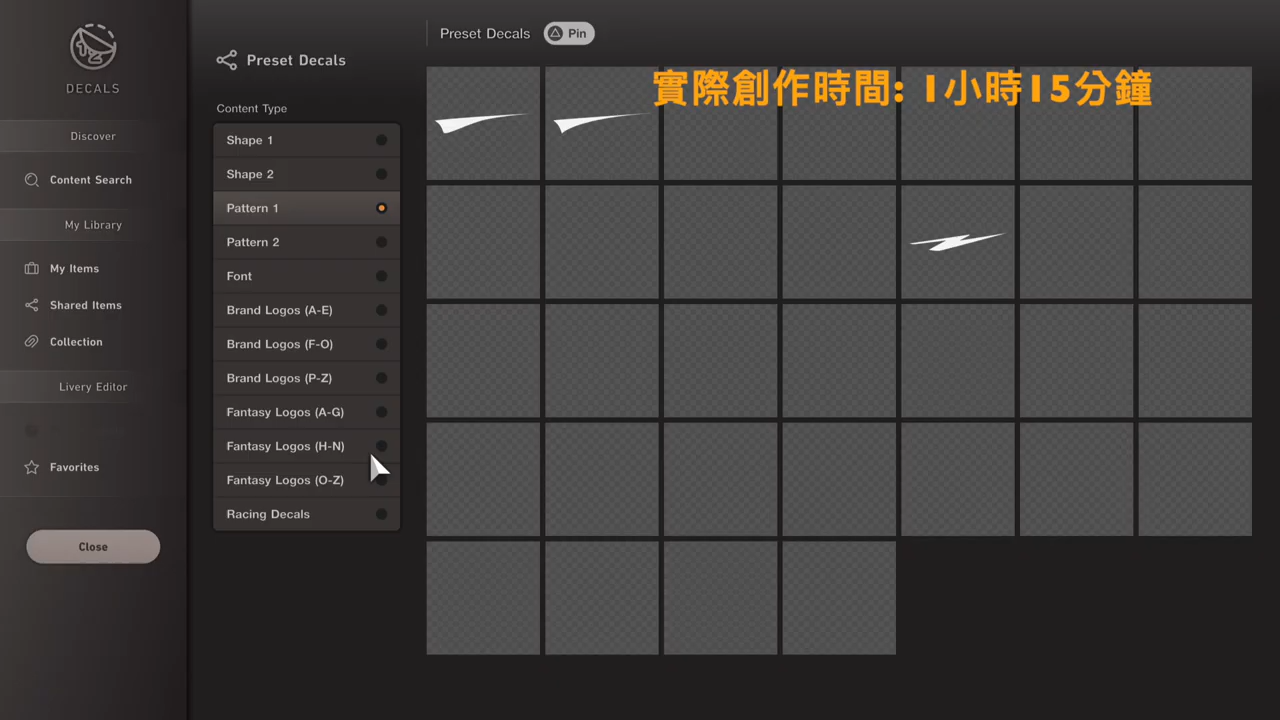 DECALS
Discover
Content Search
My Library
My Items
Shared Items
Collection
Livery Editor
Favorites
Close
Preset Decals
Content Type
Shape 1
Shape 2
Pattern 1
Pattern 2
Font
Brand Logos (A-E)
Brand Logos (F-O)
Brand Logos (P-Z)
Fantasy Logos (A-G)
Fantasy Logos (H-N)
Fantasy Logos (O-Z)
Racing Decals
Preset Decals Pin
實際創作時間: 1小時15分鐘